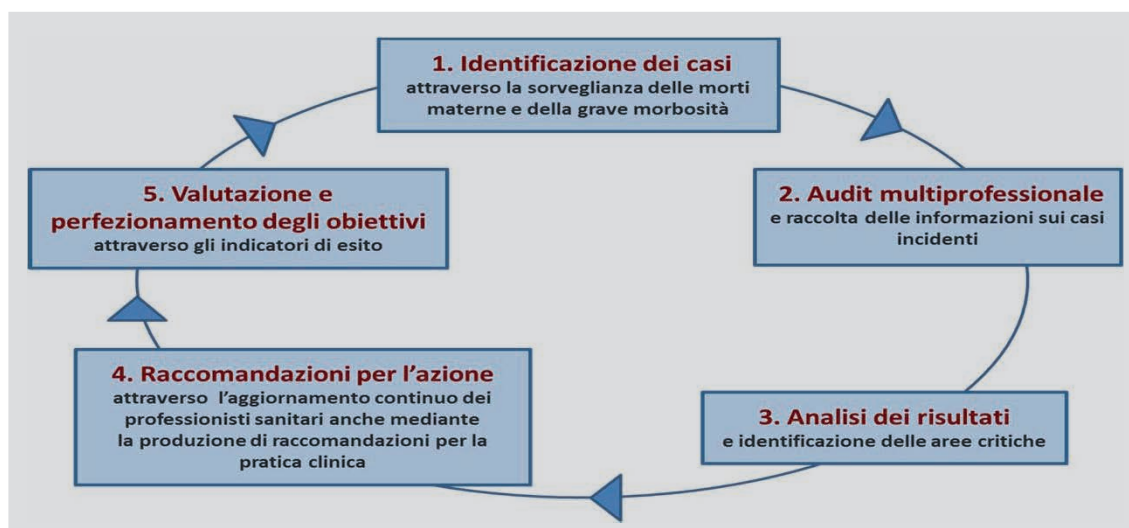 1. Identificazione dei casi
attraverso la sorveglianza delle morti
materne e della grave morbosità
2. Audit multiprofessionale
e raccolta delle informazioni sui casi
incidenti
3. Analisi dei risultati
e identificazione delle aree critiche
4. Raccomandazioni per l'azione
attraverso l'aggiornamento continuo dei
professionisti sanitari anche mediante
la produzione di raccomandazioni per la
pratica clinica
5. Valutazione e
perfezionamento degli obiettivi
attraverso gli indicatori di esito